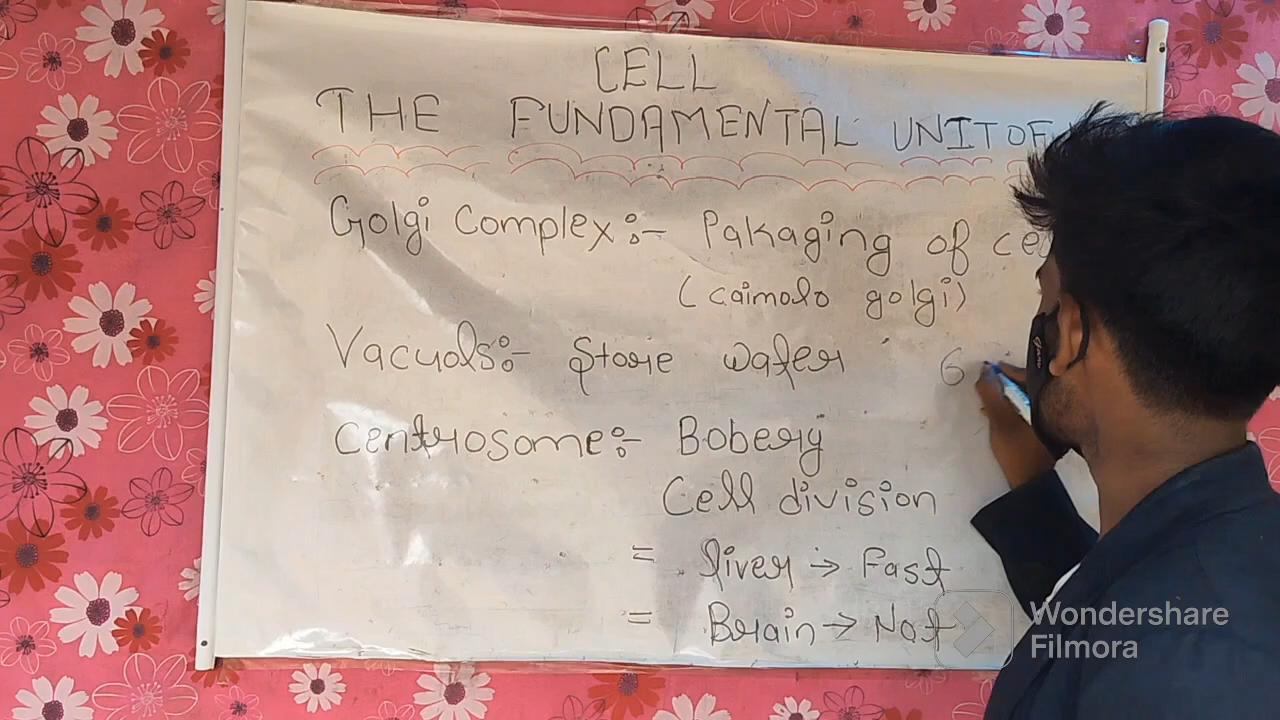 CELL
THE FUNDAMENTAL UNIT OF
Golgi Complex :- Pakaging of ce
(caimolo golgi)
Vacuols :- Store water 6
Centrosome :- Bobery
Cell division
= liver → Fast
= Brain → Not
Wondershare
Filmora